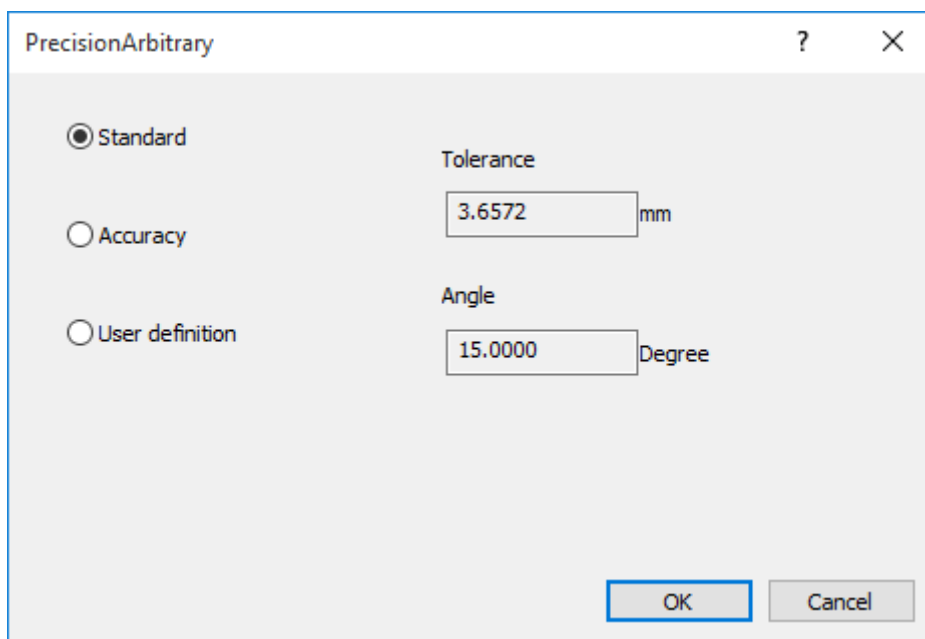 PrecisionArbitrary
Standard
Accuracy
User definition
Tolerance
3.6572 mm
Angle
15.0000 Degree
OK
Cancel